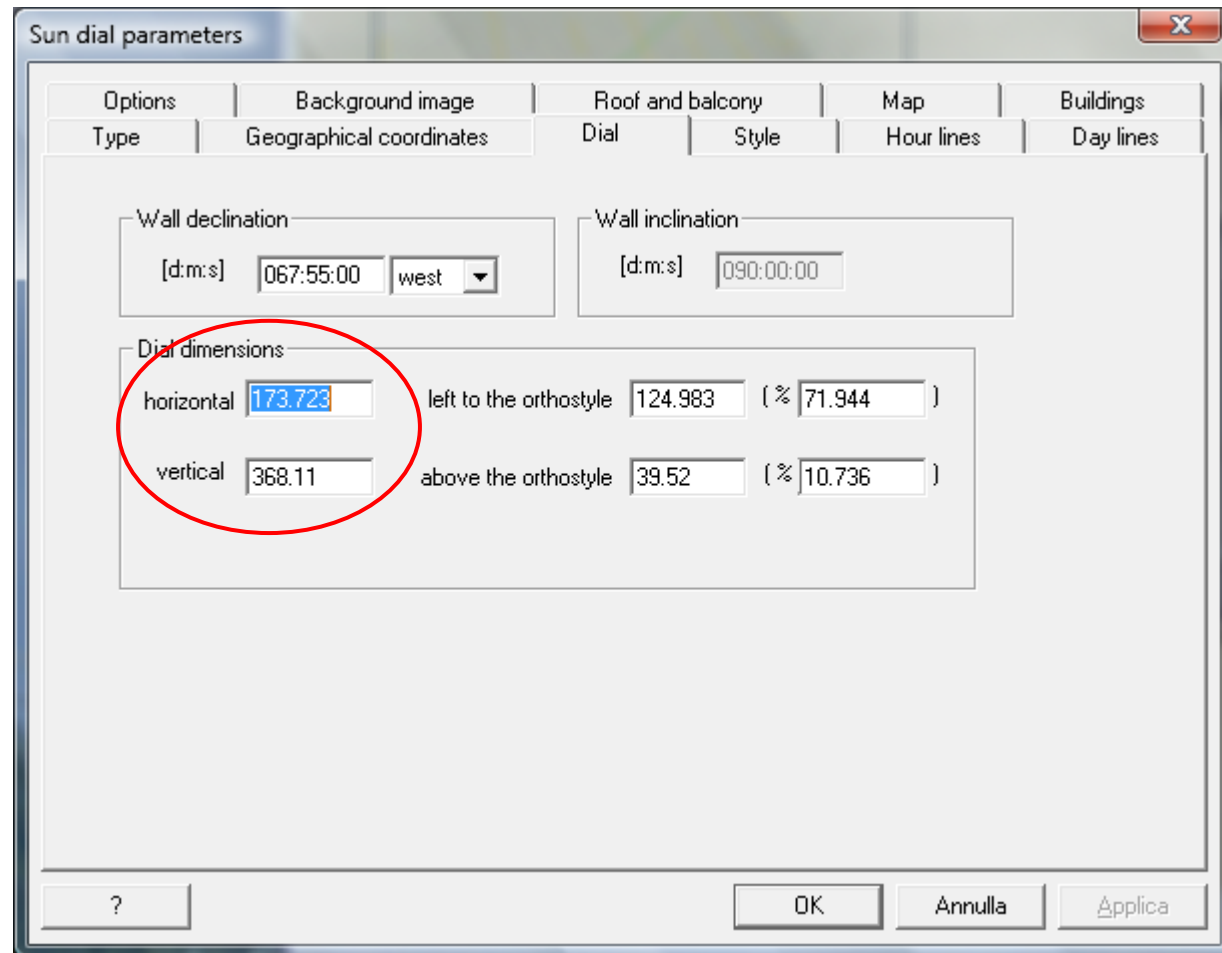 Sun dial parameters
X
Options Background image Roof and balcony Map Buildings
Type Geographical coordinates Dial Style Hour lines Day lines
Wall declination Wall inclination
[d:m:s] 067:55:00 west [d:m:s] 090:00:00
Dial dimensions
horizontal 173.723 left to the orthostyle 124.983 ( % 71.944 )
vertical 368.11 above the orthostyle 39.52 ( % 10.736 )
? OK Annulla Applica